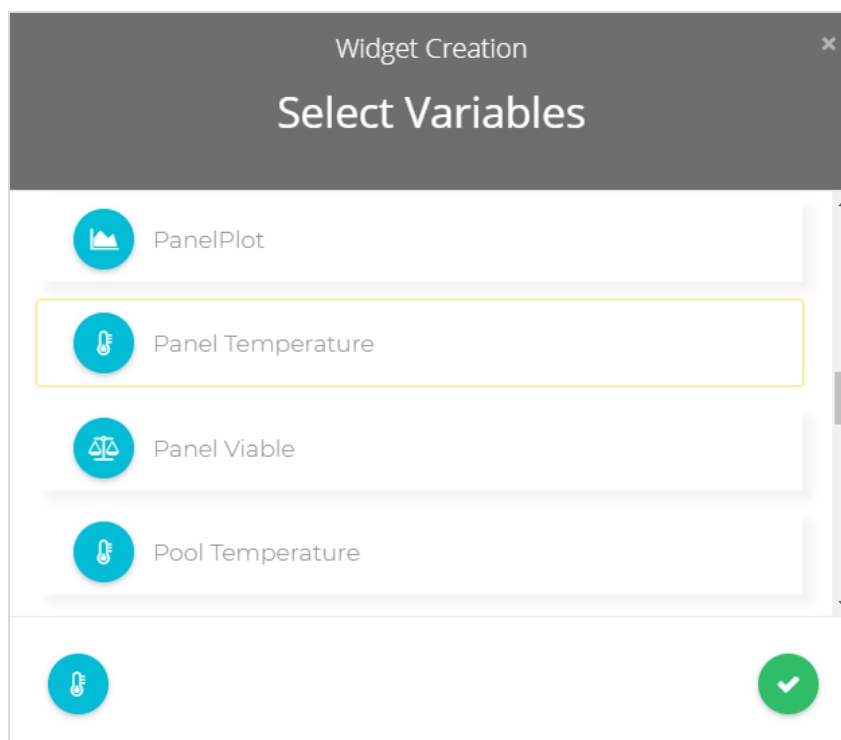 Widget Creation
Select Variables
PanelPlot
Panel Temperature
Panel Viable
Pool Temperature